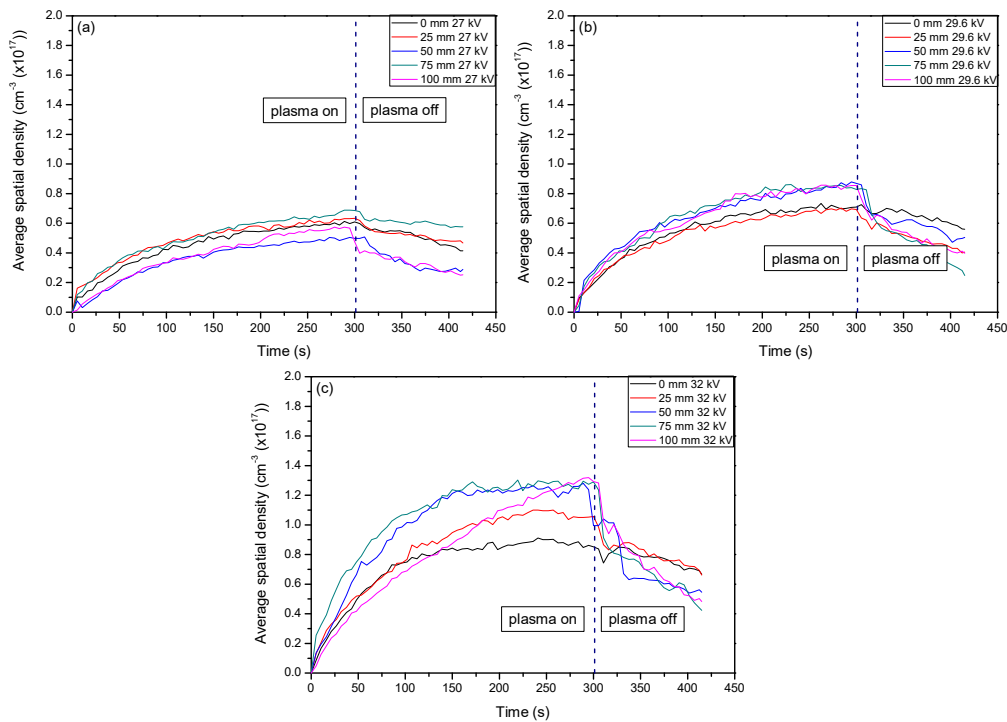 (a)
0 mm 27 kV
25 mm 27 kV
50 mm 27 kV
75 mm 27 kV
100 mm 27 kV
plasma on
plasma off
Average spatial density (cm⁻³ (x10¹⁷))
2.0
1.8
1.6
1.4
1.2
1.0
0.8
0.6
0.4
0.2
0.0
0 50 100 150 200 250 300 350 400 450
Time (s)
(b)
0 mm 29.6 kV
25 mm 29.6 kV
50 mm 29.6 kV
75 mm 29.6 kV
100 mm 29.6 kV
plasma on
plasma off
Average spatial density (cm⁻³ (x10¹⁷))
2.0
1.8
1.6
1.4
1.2
1.0
0.8
0.6
0.4
0.2
0.0
0 50 100 150 200 250 300 350 400 450
Time (s)
(c)
0 mm 32 kV
25 mm 32 kV
50 mm 32 kV
75 mm 32 kV
100 mm 32 kV
plasma on
plasma off
Average spatial density (cm⁻³ (x10¹⁷))
2.0
1.8
1.6
1.4
1.2
1.0
0.8
0.6
0.4
0.2
0.0
0 50 100 150 200 250 300 350 400 450
Time (s)